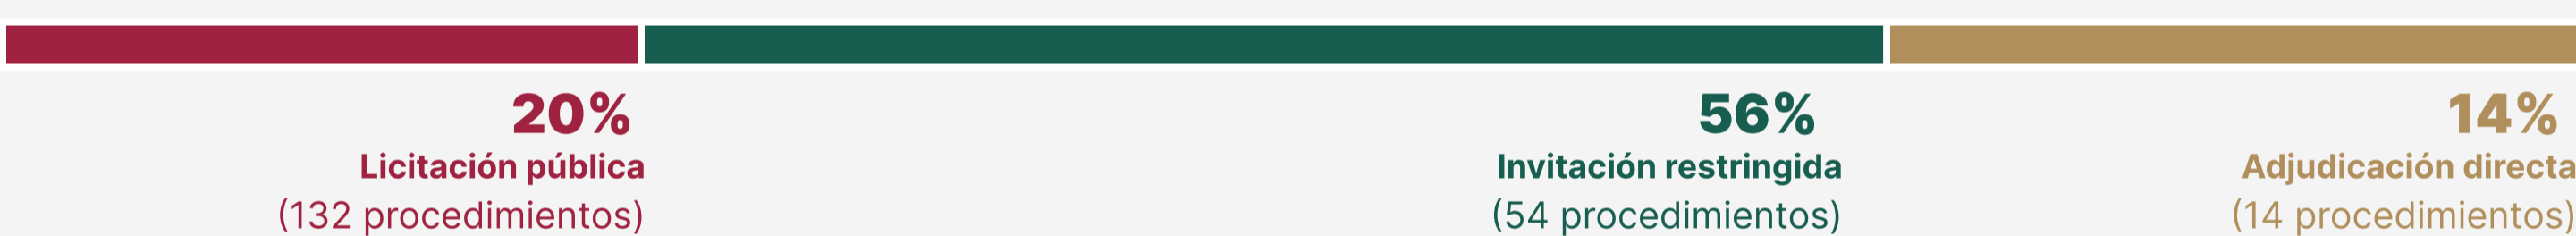 20% 56% 14%
Licitación pública Invitación restringida Adjudicación directa
(132 procedimientos) (54 procedimientos) (14 procedimientos)